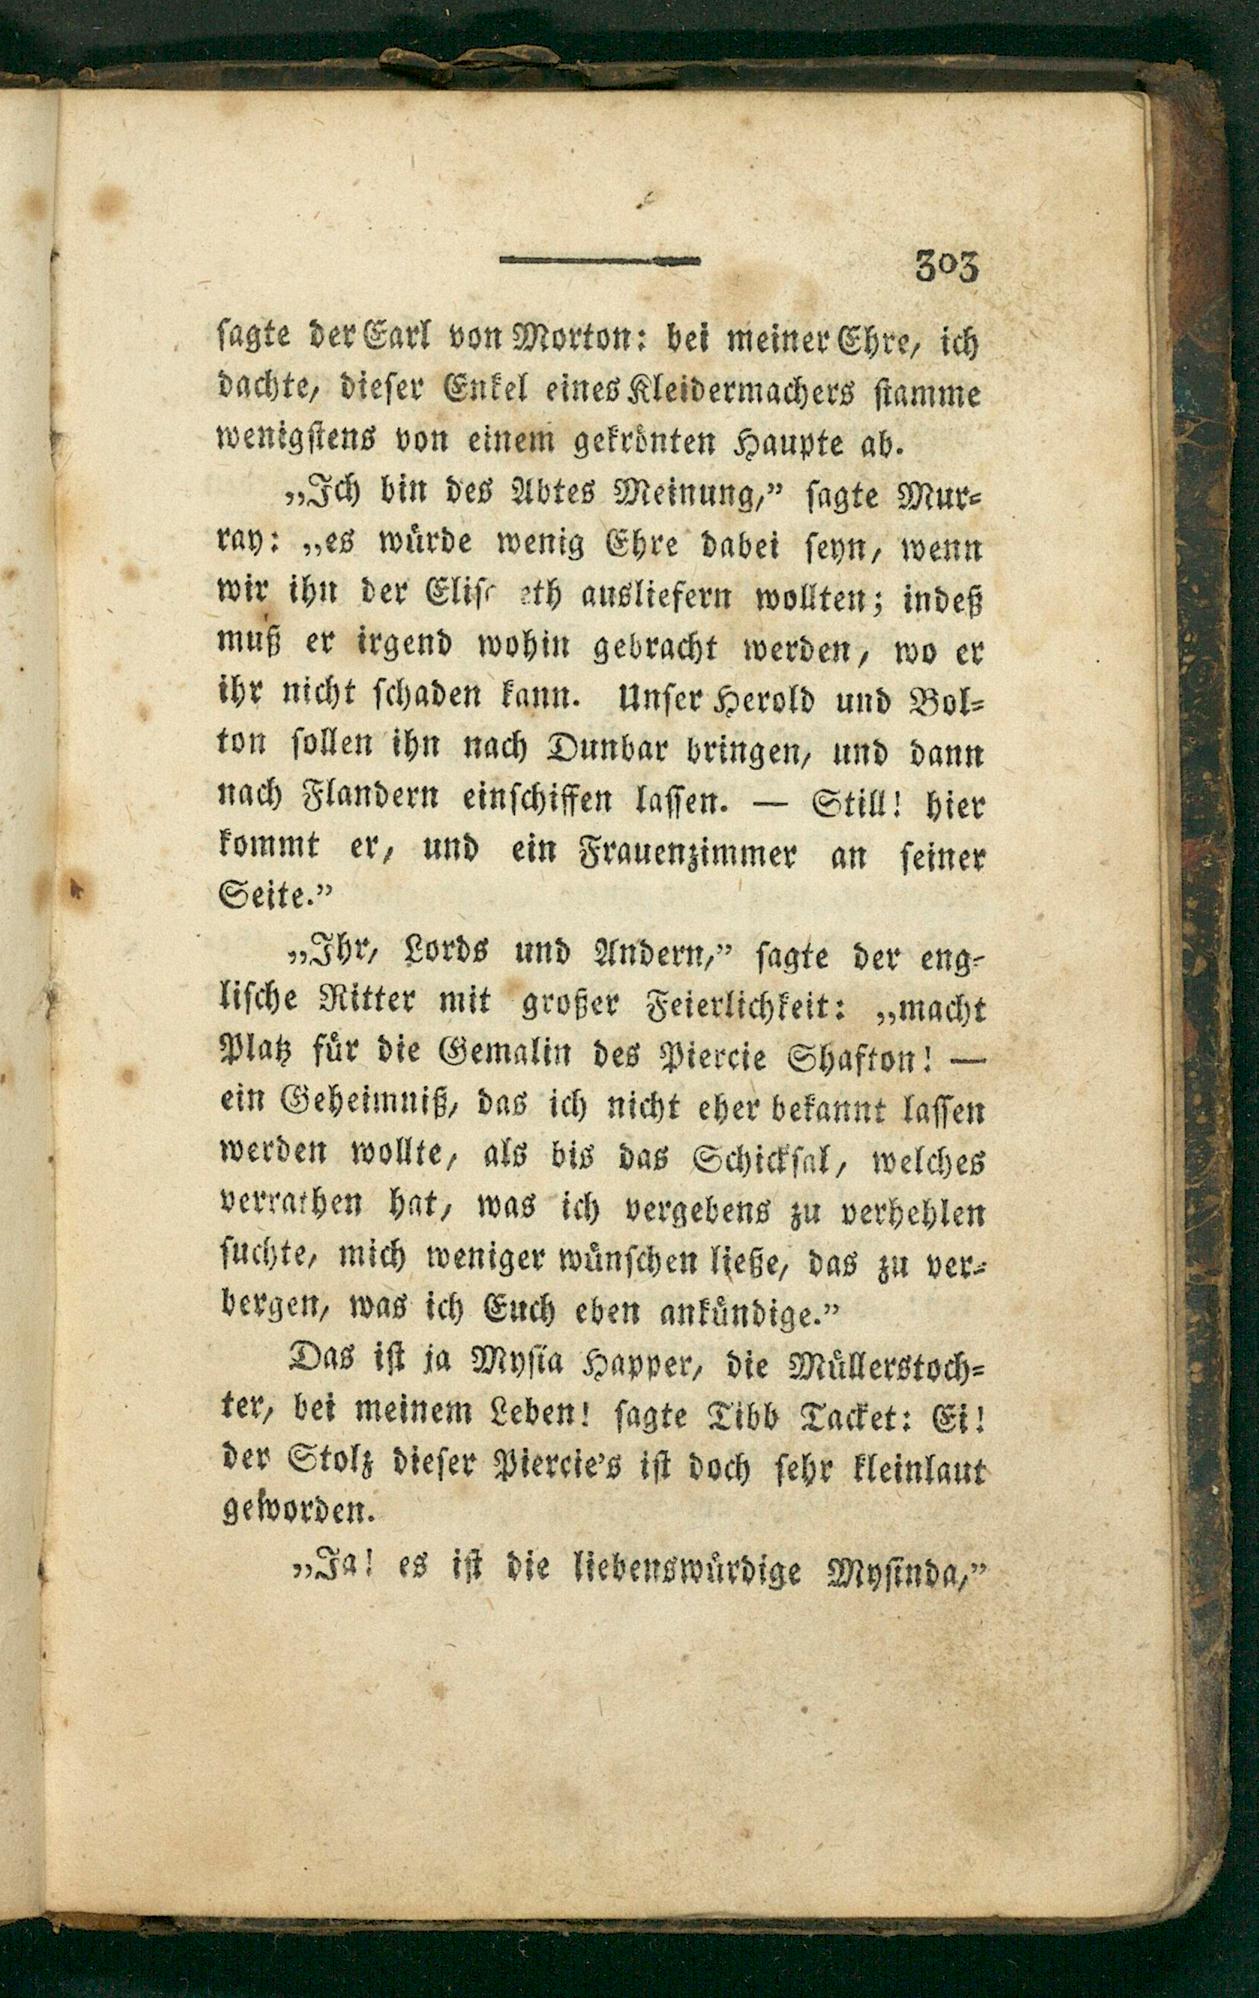 303
sagte der Earl von Morton: bei meiner Ehre, ich
dachte, dieser Enkel eines Kleidermachers stamme
wenigstens von einem gekrönten Haupte ab.
„Ich bin des Abtes Meinung,” sagte Mur-
ray: „es würde wenig Ehre dabei seyn, wenn
wir ihn der ausliefern wollten; indeß
muß er irgend wohin gebracht werden, wo er
ihr nicht schaden kann. Unser Herold und Bol-
ton sollen ihn nach Dunbar bringen, und dann
nach Flandern einschiffen lassen. — Still! hier
kommt er, und ein Frauenzimmer an seiner
Seite.”
„Ihr, Lords und Andern,” sagte der eng-
lische Ritter mit großer Feierlichkeit: „macht
Platz für die Gemalin des Piercie Shafton! —
ein Geheimniß, das ich nicht eher bekannt lassen
werden wollte, als bis das Schicksal, welches
verrathen hat, was ich vergebens zu verhehlen
suchte, mich weniger wünschen ließe, das zu ver-
bergen, was ich Euch eben ankündige.”
Das ist ja Mysia Happer, die Müllerstoch-
ter, bei meinem Leben! sagte Tibb Tacket: Ei!
der Stolz dieser Piercie's ist doch sehr kleinlaut
geworden.
„Ja! es ist die liebenswürdige Mysinda,”